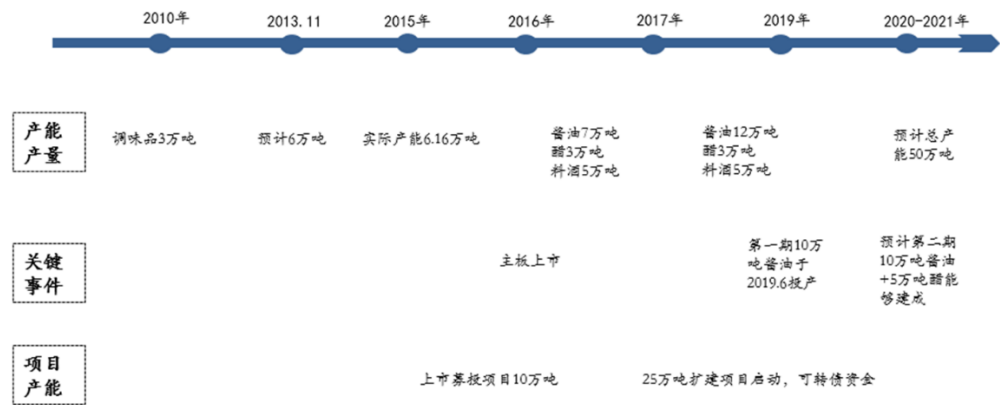 2010年
2013.11
2015年
2016年
2017年
2019年
2020-2021年
产能
产量
调味品3万吨
预计6万吨
实际产能6.16万吨
酱油7万吨
醋3万吨
料酒5万吨
酱油12万吨
醋3万吨
料酒5万吨
预计总产
能50万吨
关键
事件
主板上市
第一期10万
吨酱油于
2019.6投产
预计第二期
10万吨酱油
+5万吨醋能
够建成
项目
产能
上市募投项目10万吨
25万吨扩建项目启动，可转债资金